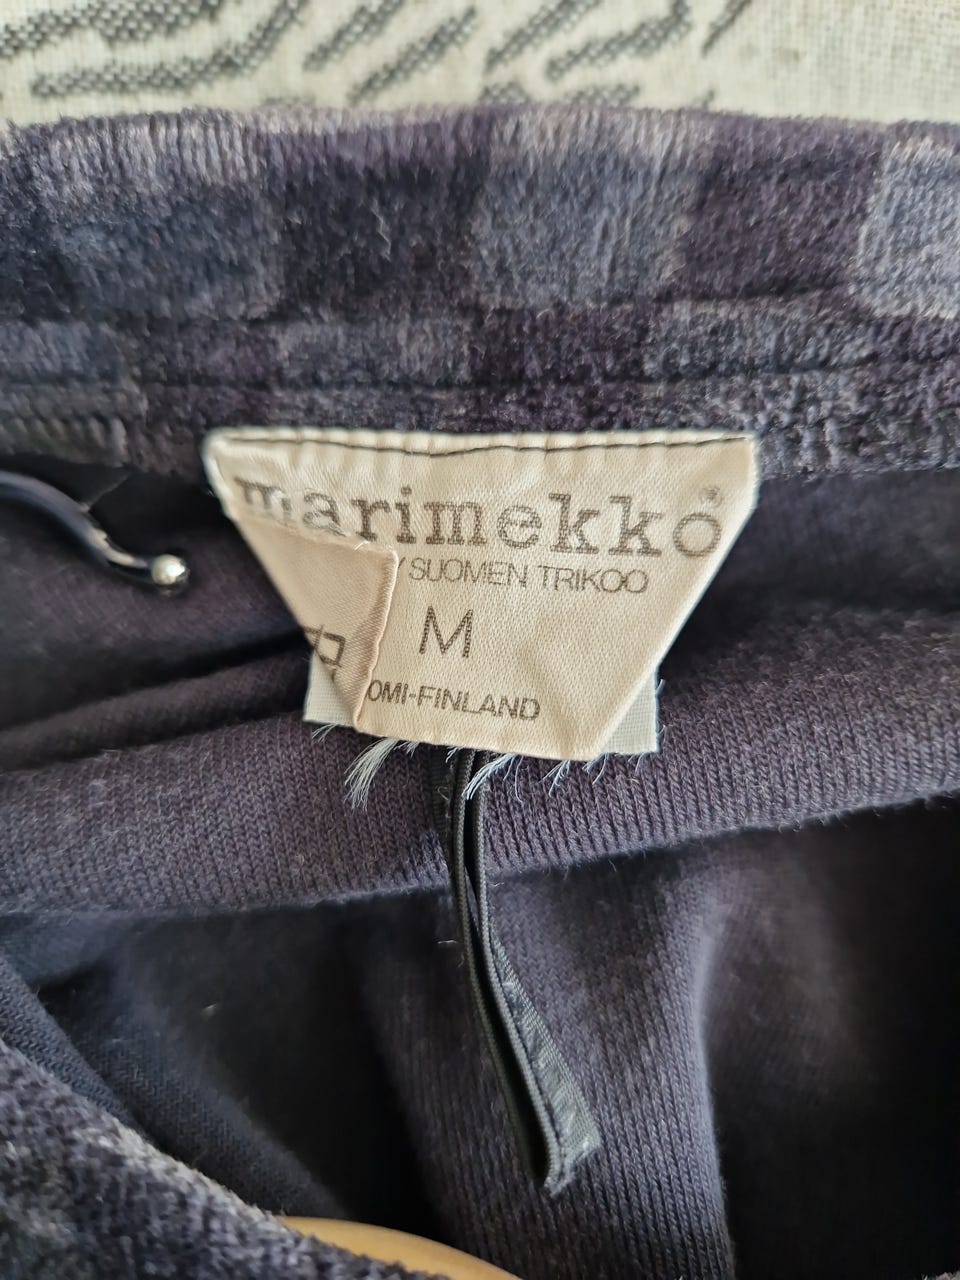 marimekko®
SUOMEN TRIKOO
M
OMI-FINLAND